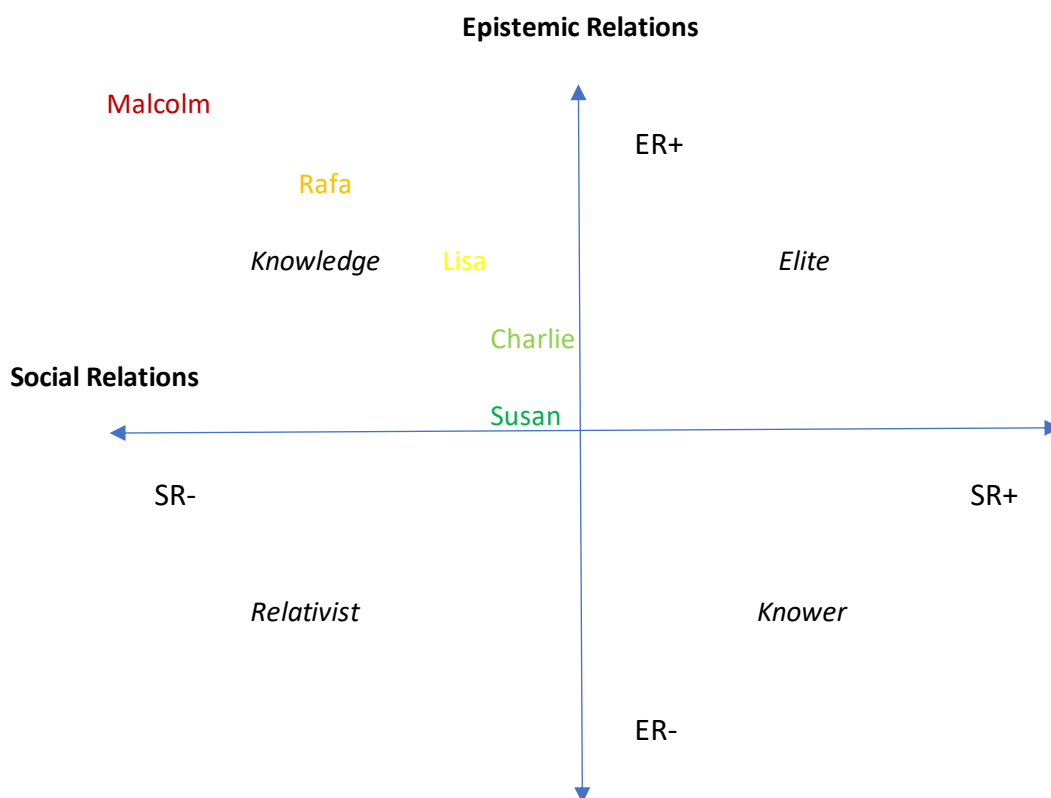 Epistemic Relations
Malcolm
ER+
Rafa
Knowledge
Lisa
Elite
Charlie
Social Relations
Susan
SR-
SR+
Relativist
Knower
ER-